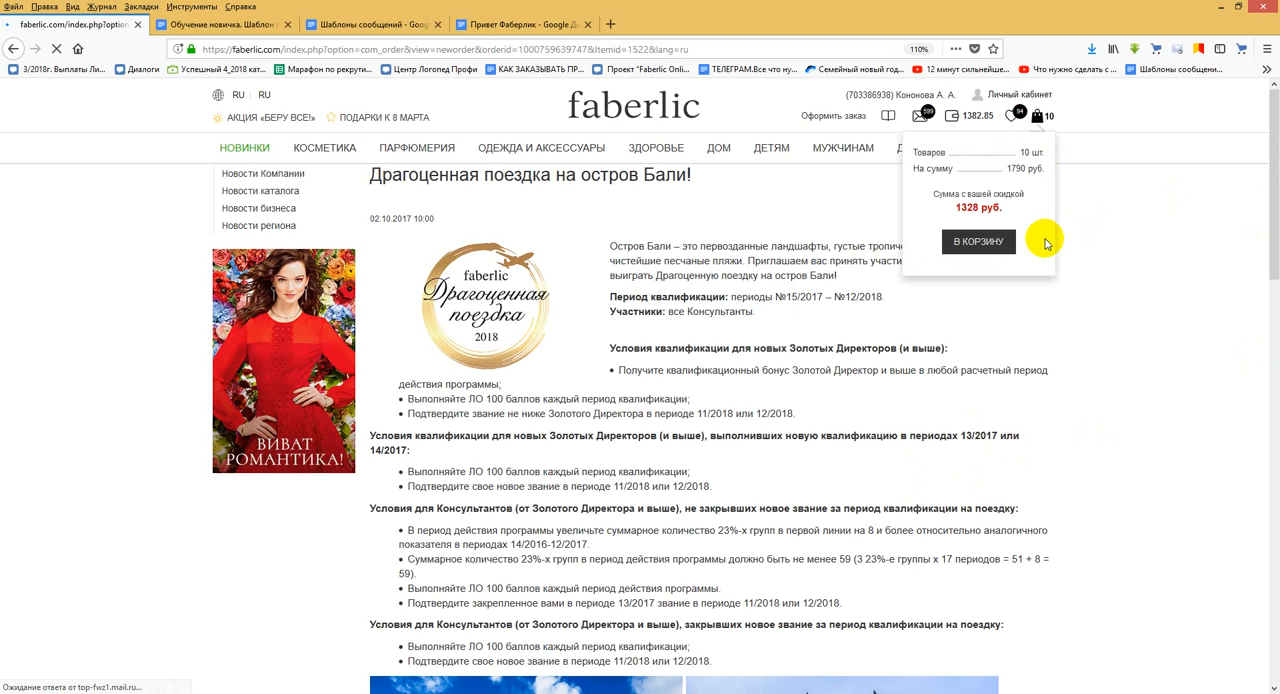 Файл Правка Вид Журнал Закладки Инструменты Справка
faberlic.com/index.php?option
Обучение новичка. Шаблон
Шаблоны сообщений - Goog
Привет Фаберлик - Google Д
https://faberlic.com/index.php?option=com_order&view=neworder&orderid=1000759639747&Itemid=1522&lang=ru
110%
3/2018г. Выплаты Ли...
Диалоги
Успешный 4_2018 кат...
Марафон по рекрути...
Центр Логопед Профи
КАК ЗАКАЗЫВАТЬ ПР...
Проект "Faberlic Onli...
ТЕЛЕГРАМ.Все что ну...
Семейный новый год...
12 минут сильнейше...
Что нужно сделать с ...
Шаблоны сообщени...
RU RU
(703386938) Кононова А. А. Личный кабинет
faberlic
АКЦИЯ «БЕРУ ВСЕ!» ПОДАРКИ К 8 МАРТА
Оформить заказ 599 1382.85 94 10
НОВИНКИ КОСМЕТИКА ПАРФЮМЕРИЯ ОДЕЖДА И АКСЕССУАРЫ ЗДОРОВЬЕ ДОМ ДЕТЯМ МУЖЧИНАМ
Товаров 10 шт.
На сумму 1790 руб.
Сумма с вашей скидкой
1328 руб.
В КОРЗИНУ
Новости Компании
Новости каталога
Новости бизнеса
Новости региона
ВИВАТ
РОМАНТИКА!
Драгоценная поездка на остров Бали!
02.10.2017 10:00
faberlic
Драгоценная
поездка
2018
Остров Бали – это первозданные ландшафты, густые тропич
чистейшие песчаные пляжи. Приглашаем вас принять участи
выиграть Драгоценную поездку на остров Бали!
Период квалификации: периоды №15/2017 – №12/2018.
Участники: все Консультанты.
Условия квалификации для новых Золотых Директоров (и выше):
• Получите квалификационный бонус Золотой Директор и выше в любой расчетный период
действия программы;
• Выполняйте ЛО 100 баллов каждый период квалификации;
• Подтвердите звание не ниже Золотого Директора в периоде 11/2018 или 12/2018.
Условия квалификации для новых Золотых Директоров (и выше), выполнивших новую квалификацию в периодах 13/2017 или
14/2017:
• Выполняйте ЛО 100 баллов каждый период квалификации;
• Подтвердите свое новое звание в периоде 11/2018 или 12/2018.
Условия для Консультантов (от Золотого Директора и выше), не закрывших новое звание за период квалификации на поездку:
• В период действия программы увеличьте суммарное количество 23%-х групп в первой линии на 8 и более относительно аналогичного
показателя в периодах 14/2016-12/2017.
• Суммарное количество 23%-х групп в период действия программы должно быть не менее 59 (3 23%-е группы х 17 периодов = 51 + 8 =
59).
• Выполняйте ЛО 100 баллов каждый период действия программы.
• Подтвердите закрепленное вами в периоде 13/2017 звание в периоде 11/2018 или 12/2018.
Условия для Консультантов (от Золотого Директора и выше), закрывших новое звание за период квалификации на поездку:
• Выполняйте ЛО 100 баллов каждый период квалификации;
• Подтвердите свое новое звание в периоде 11/2018 или 12/2018.
Ожидание ответа от top-fwz1.mail.ru...